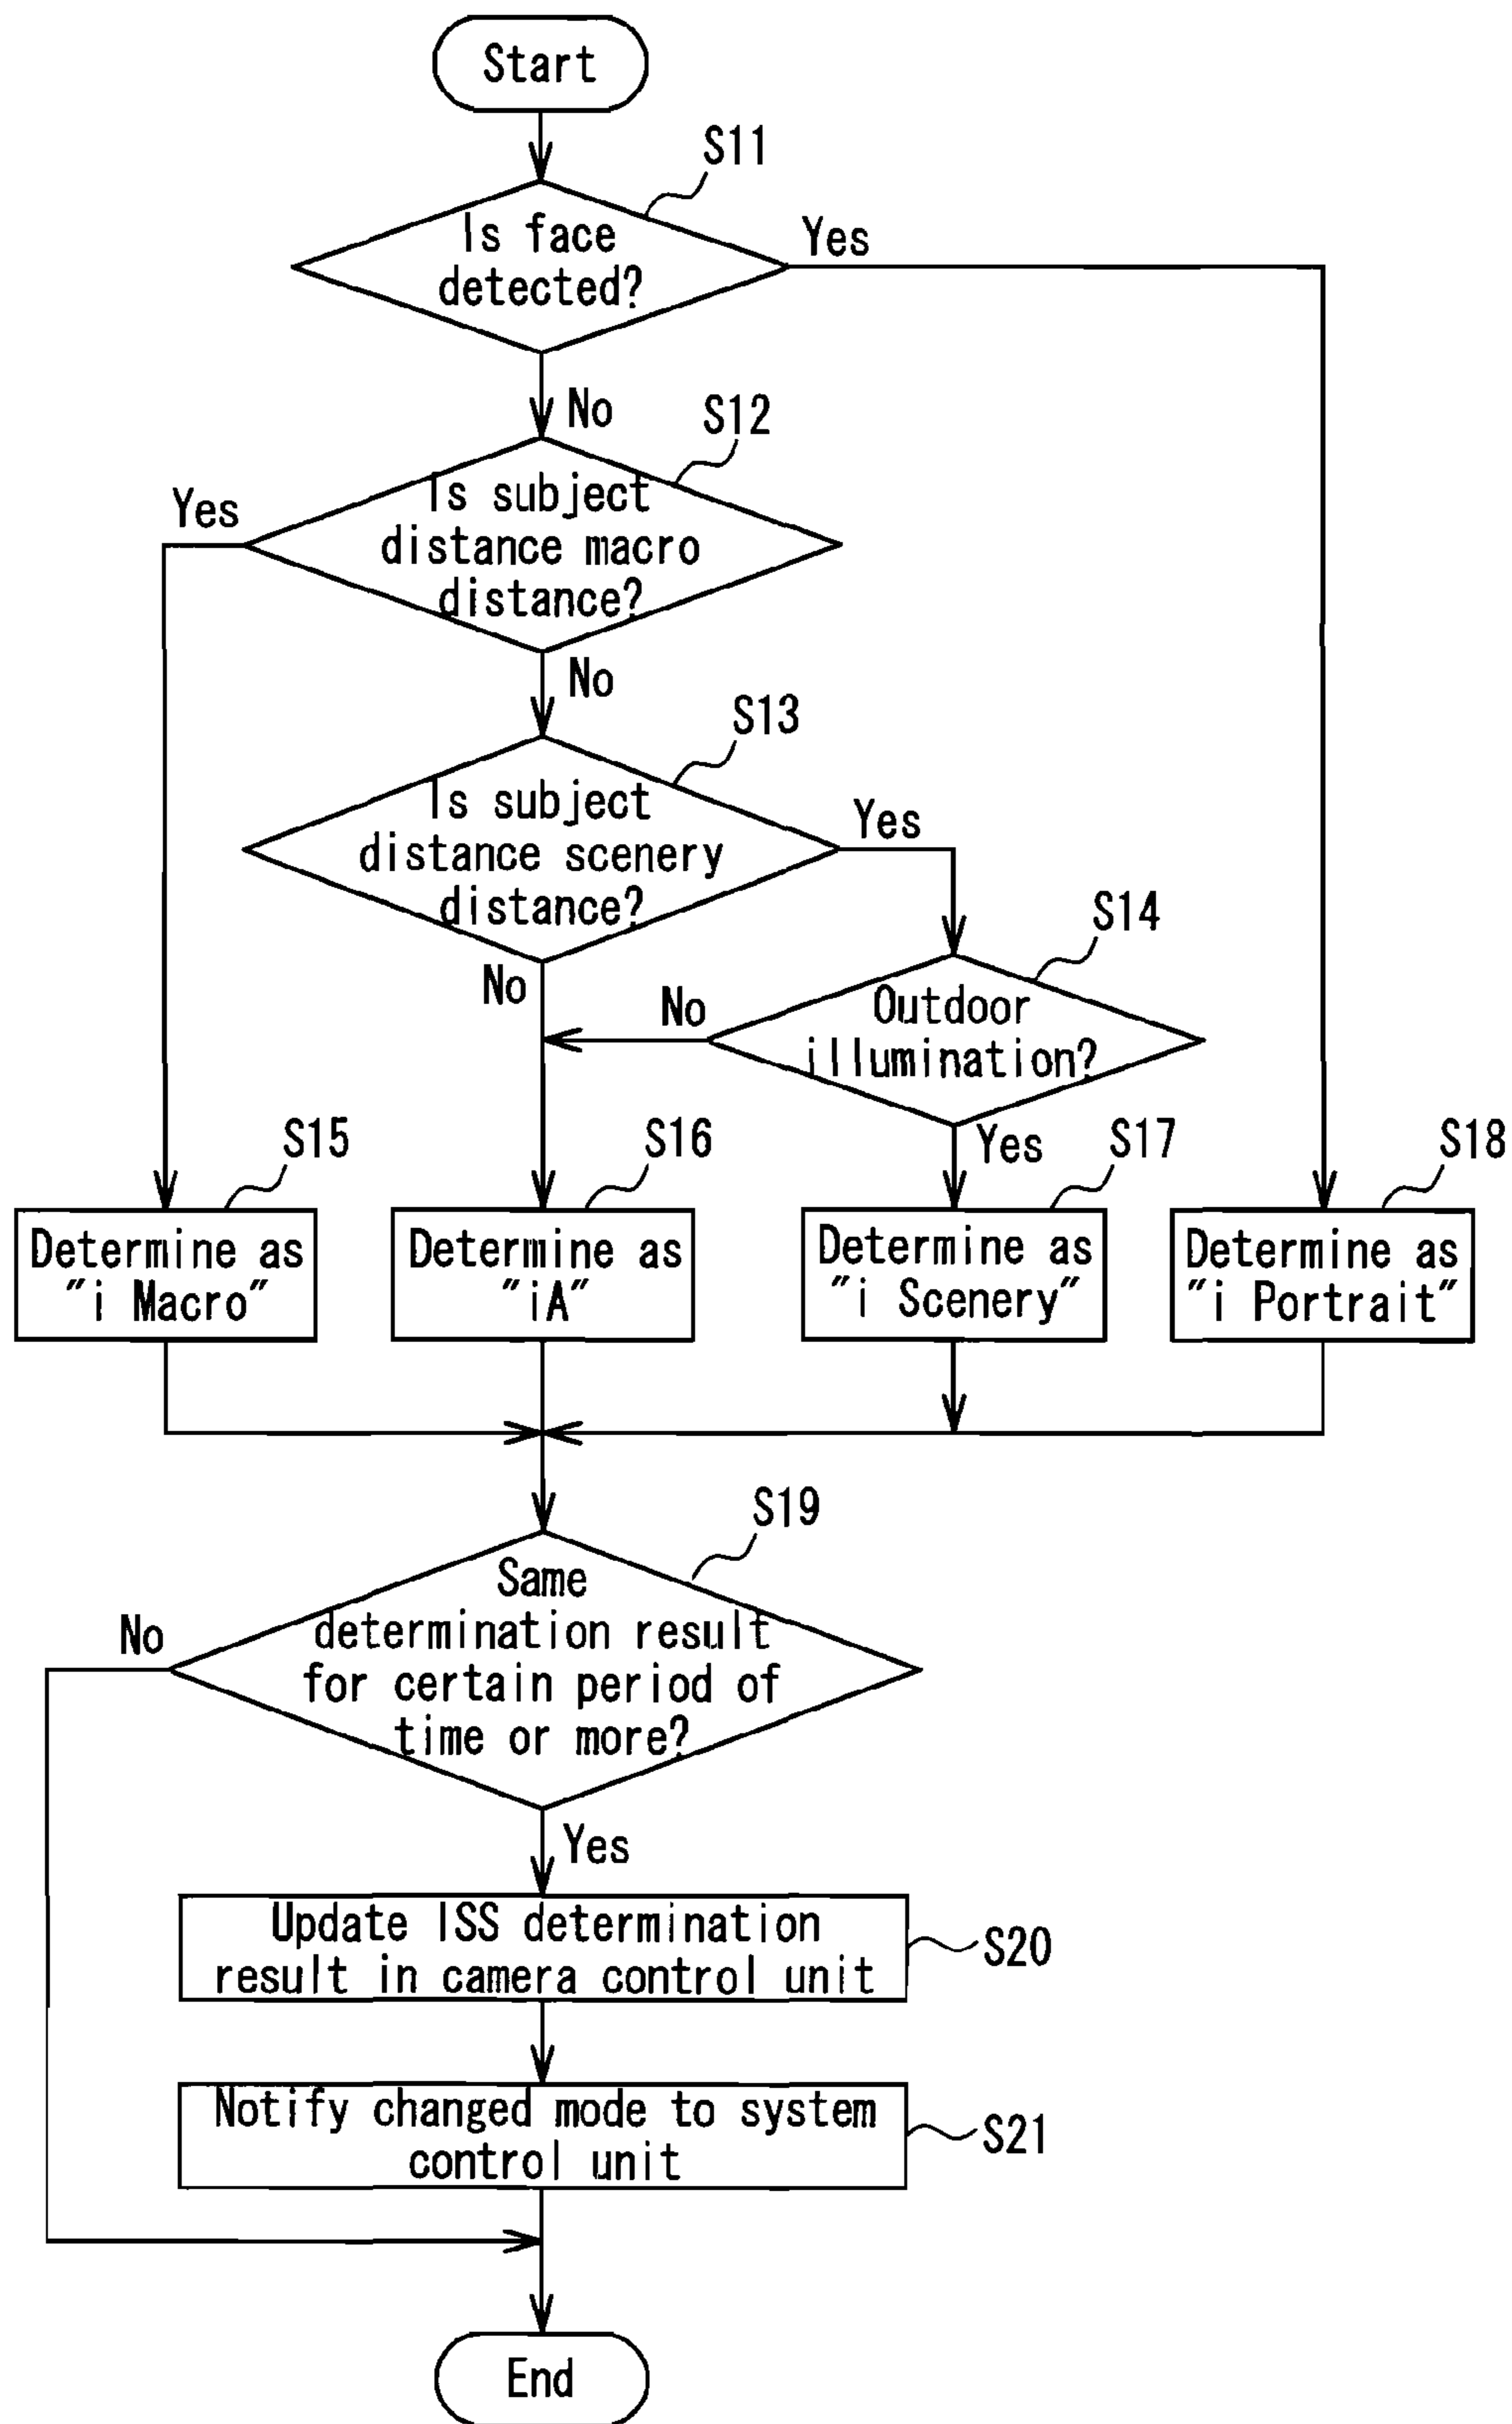 Start
S11
Is face
detected?
Yes
No
S12
Is subject
distance macro
distance?
Yes
No
S13
Is subject
distance scenery
distance?
Yes
No
S14
Outdoor
illumination?
No
Yes
S15
Determine as
"i Macro"
S16
Determine as
"iA"
S17
Determine as
"i Scenery"
S18
Determine as
"i Portrait"
S19
Same
determination result
for certain period of
time or more?
No
Yes
Update ISS determination
result in camera control unit
S20
Notify changed mode to system
control unit
S21
End